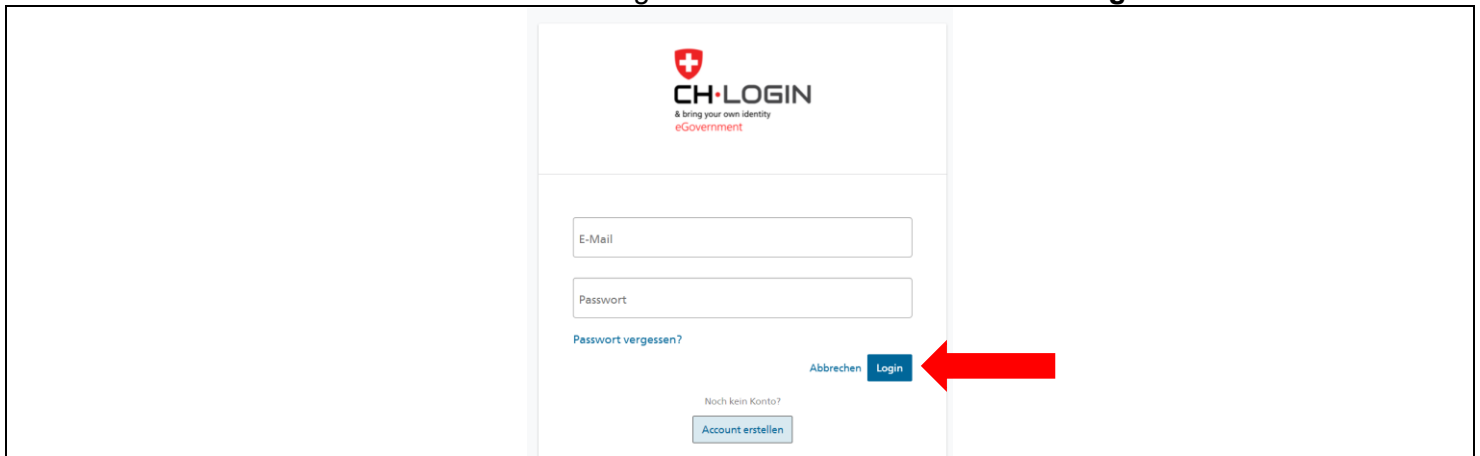 CH·LOGIN
& bring your own identity
eGovernment
E-Mail
Passwort
Passwort vergessen?
Abbrechen Login
Noch kein Konto?
Account erstellen